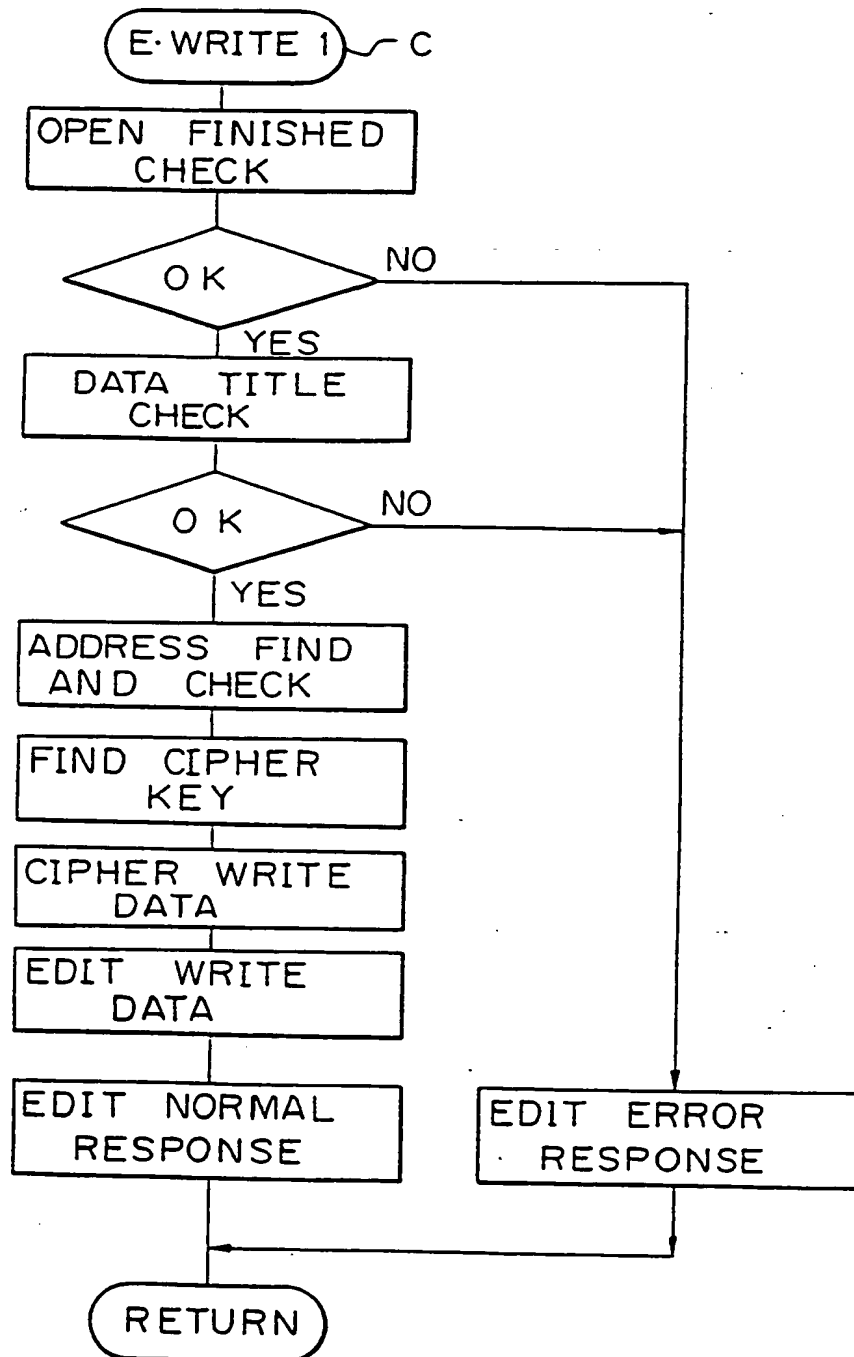 E·WRITE 1
C
OPEN FINISHED
CHECK
OK
NO
YES
DATA TITLE
CHECK
OK
NO
YES
ADDRESS FIND
AND CHECK
FIND CIPHER
KEY
CIPHER WRITE
DATA
EDIT WRITE
DATA
EDIT NORMAL
RESPONSE
EDIT ERROR
RESPONSE
RETURN